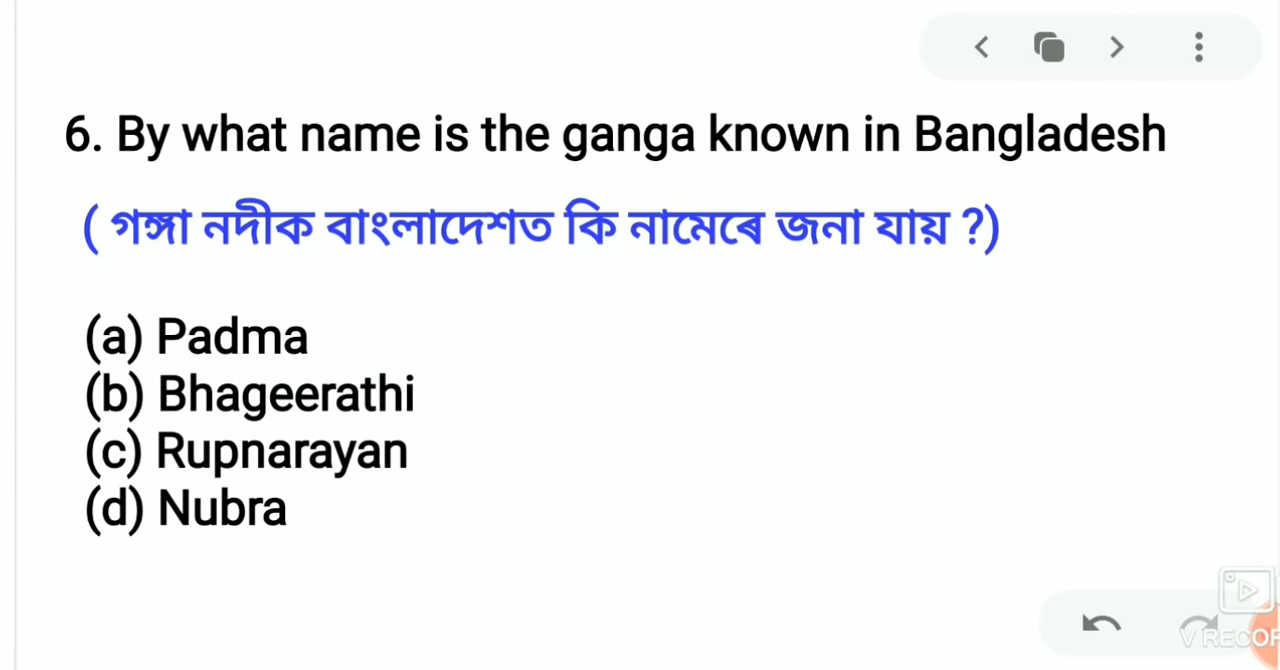 6. By what name is the ganga known in Bangladesh
( গঙ্গা নদীক বাংলাদেশত কি নামেৰে জনা যায় ?)
(a) Padma
(b) Bhageerathi
(c) Rupnarayan
(d) Nubra